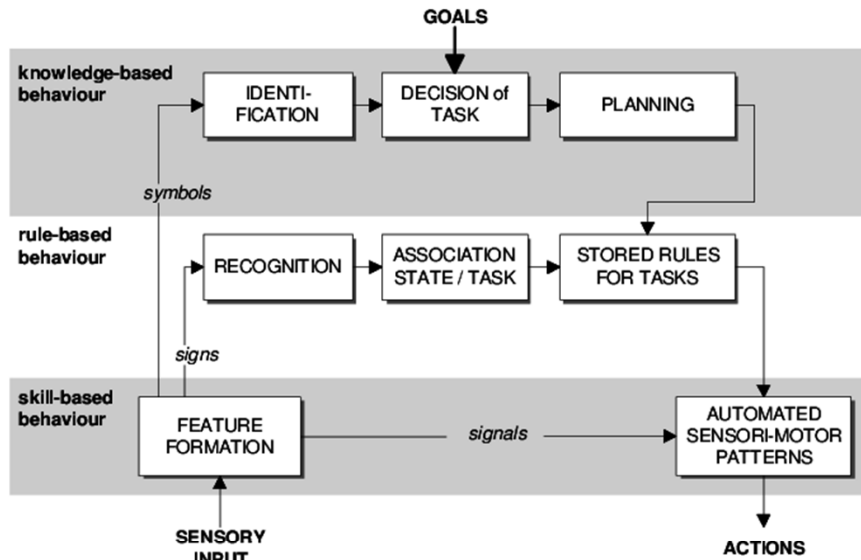 GOALS
knowledge-based
behaviour
IDENTI-
FICATION
DECISION of
TASK
PLANNING
symbols
rule-based
behaviour
RECOGNITION
ASSOCIATION
STATE / TASK
STORED RULES
FOR TASKS
signs
skill-based
behaviour
FEATURE
FORMATION
signals
AUTOMATED
SENSORI-MOTOR
PATTERNS
SENSORY
INPUT
ACTIONS